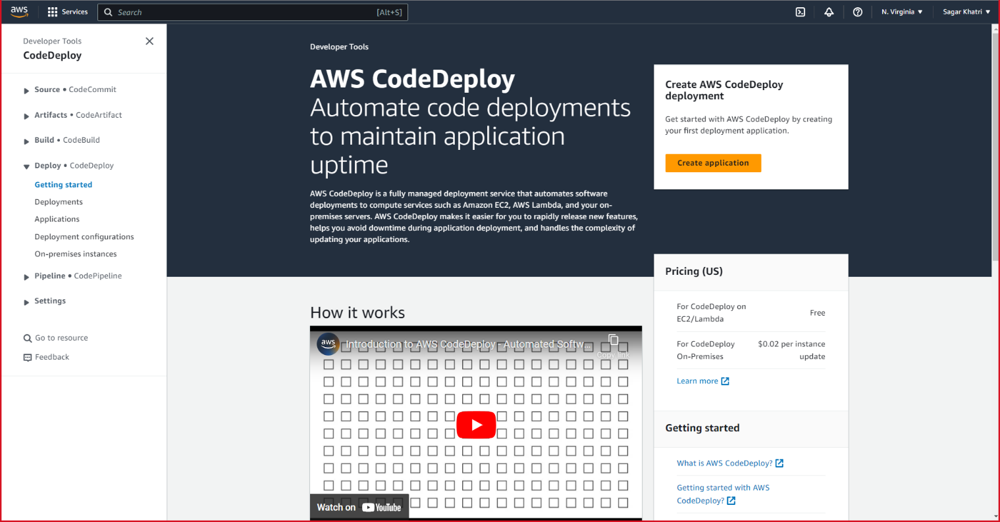 aws
Services
Search
[Alt+S]
N. Virginia
Sagar Khatri
Developer Tools
CodeDeploy
Source • CodeCommit
Artifacts • CodeArtifact
Build • CodeBuild
Deploy • CodeDeploy
Getting started
Deployments
Applications
Deployment configurations
On-premises instances
Pipeline • CodePipeline
Settings
Go to resource
Feedback
Developer Tools
AWS CodeDeploy
Automate code deployments
to maintain application
uptime
AWS CodeDeploy is a fully managed deployment service that automates software
deployments to compute services such as Amazon EC2, AWS Lambda, and your on-
premises servers. AWS CodeDeploy makes it easier for you to rapidly release new features,
helps you avoid downtime during application deployment, and handles the complexity of
updating your applications.
Create AWS CodeDeploy
deployment
Get started with AWS CodeDeploy by creating
your first deployment application.
Create application
How it works
aws
Introduction to AWS CodeDeploy - Automated Softw...
Copy link
Watch on YouTube
Pricing (US)
For CodeDeploy on
EC2/Lambda
Free
For CodeDeploy
On-Premises
$0.02 per instance
update
Learn more
Getting started
What is AWS CodeDeploy?
Getting started with AWS
CodeDeploy?